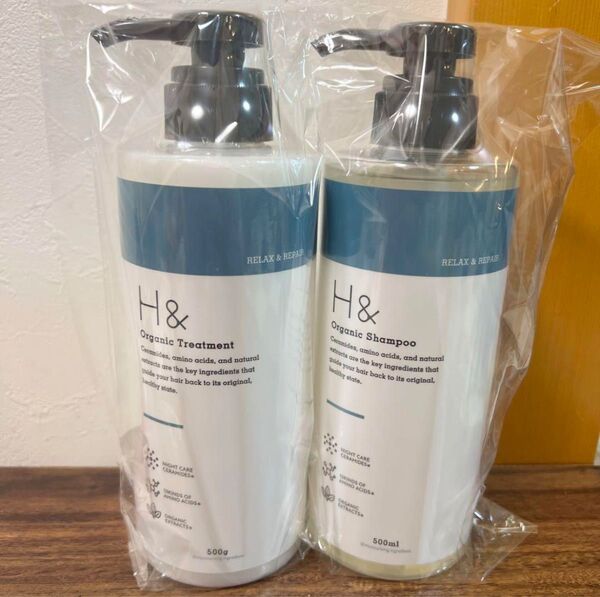 RELAX & REPAIR
H&
Organic Treatment
Ceramides, amino acids, and natural
extracts are the key ingredients that
guide your hair back to its original,
healthy state.
NIGHT CARE
CERAMIDES*
KINDS OF
AMINO ACIDS*
ORGANIC
EXTRACTS*
500g
RELAX & REPAIR
H&
Organic Shampoo
Ceramides, amino acids, and natural
extracts are the key ingredients that
guide your hair back to its original,
healthy state.
NIGHT CARE
CERAMIDES*
KINDS OF
AMINO ACIDS*
ORGANIC
EXTRACTS*
500ml